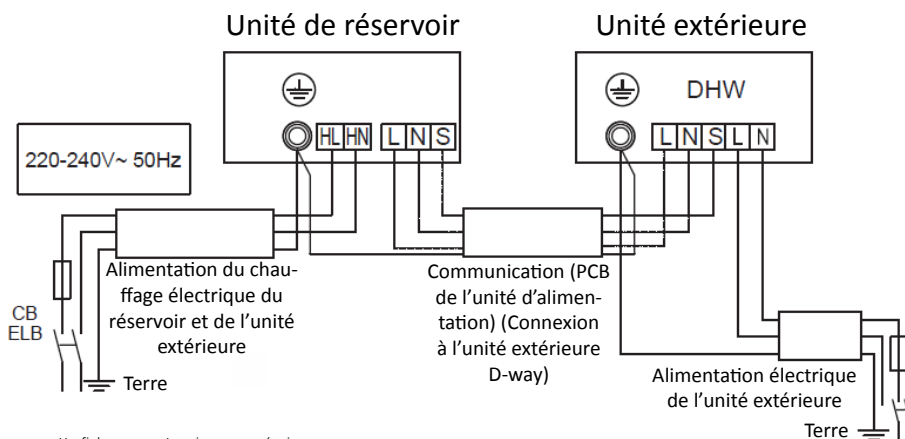 Unité de réservoir
Unité extérieure
DHW
HL HN L N S
L N S L N
220-240V~ 50Hz
Alimentation du chau-
ffage électrique du
réservoir et de l'unité
extérieure
Communication (PCB
de l'unité d'alimen-
tation) (Connexion
à l'unité extérieure
D-way)
CB
ELB
Terre
Alimentation électrique
de l'unité extérieure
Terre